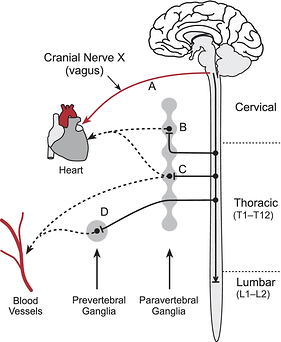 Cranial Nerve X
(vagus)
A
Cervical
B
Heart
C
Thoracic
(T1–T12)
D
Lumbar
(L1–L2)
Blood
Vessels
Prevertebral
Ganglia
Paravertebral
Ganglia